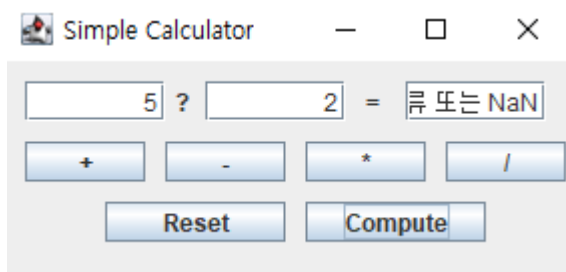 Simple Calculator
5 ? 2 = 류 또는 NaN
+ - * /
Reset Compute